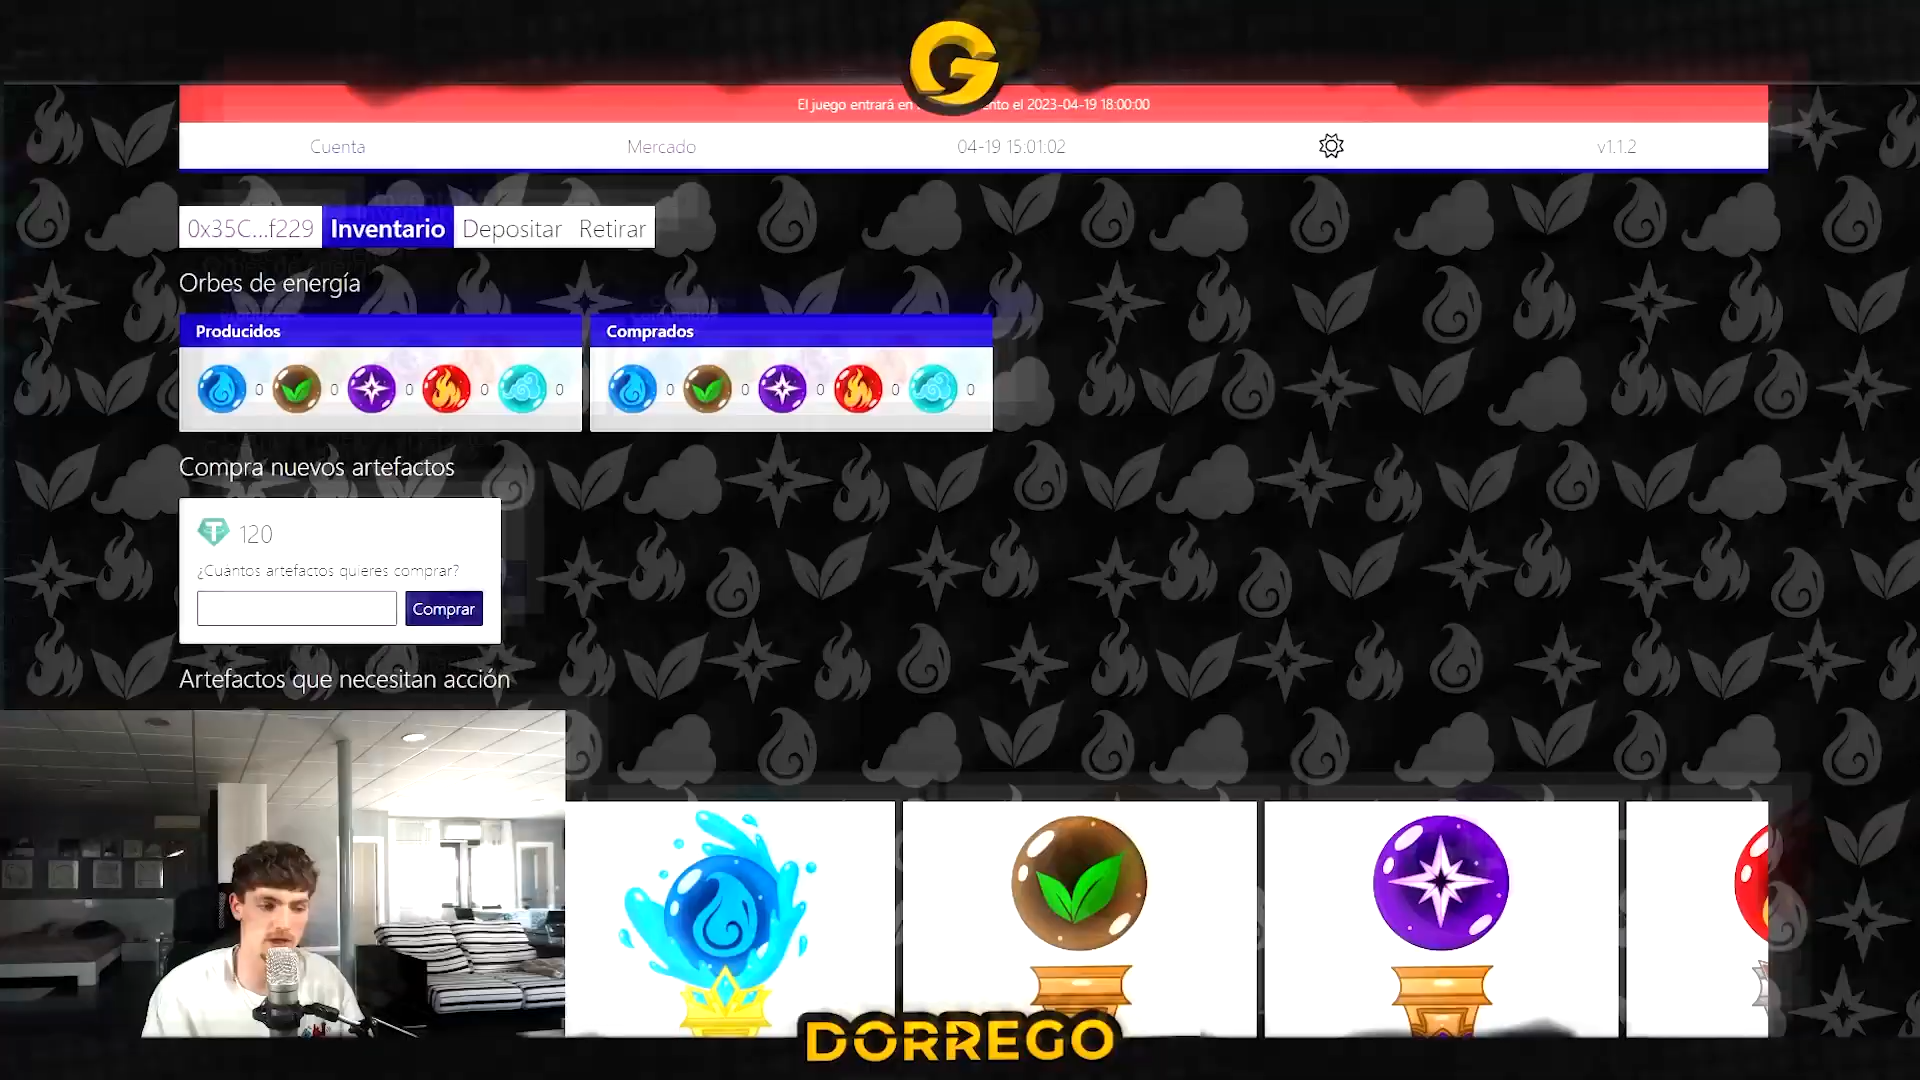 G
El juego entrará en nto el 2023-04-19 18:00:00
Cuenta Mercado 04-19 15:01:02 v1.1.2
0x35C...f229 Inventario Depositar Retirar
Orbes de energía
Producidos Comprados
0 0 0 0 0 0 0 0 0 0
Compra nuevos artefactos
T 120
¿Cuántos artefactos quieres comprar?
Comprar
Artefactos que necesitan acción
DORREGO